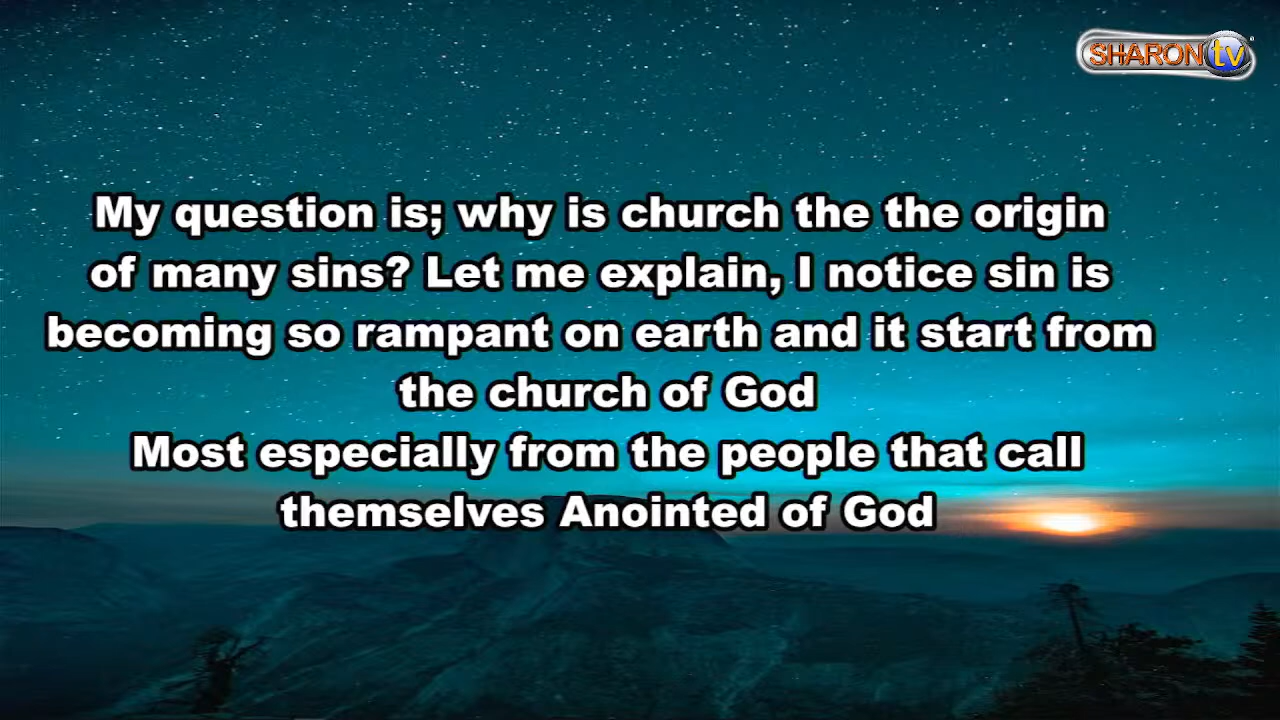 SHARON tv
My question is; why is church the the origin
of many sins? Let me explain, I notice sin is
becoming so rampant on earth and it start from
the church of God
Most especially from the people that call
themselves Anointed of God